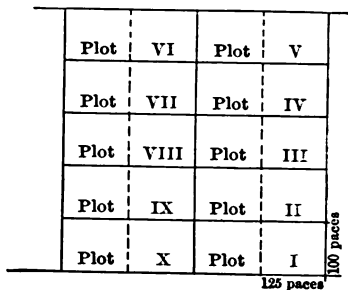 Plot VI Plot V
Plot VII Plot IV
Plot VIII Plot III
Plot IX Plot II
Plot X Plot I
100 paces
125 paces